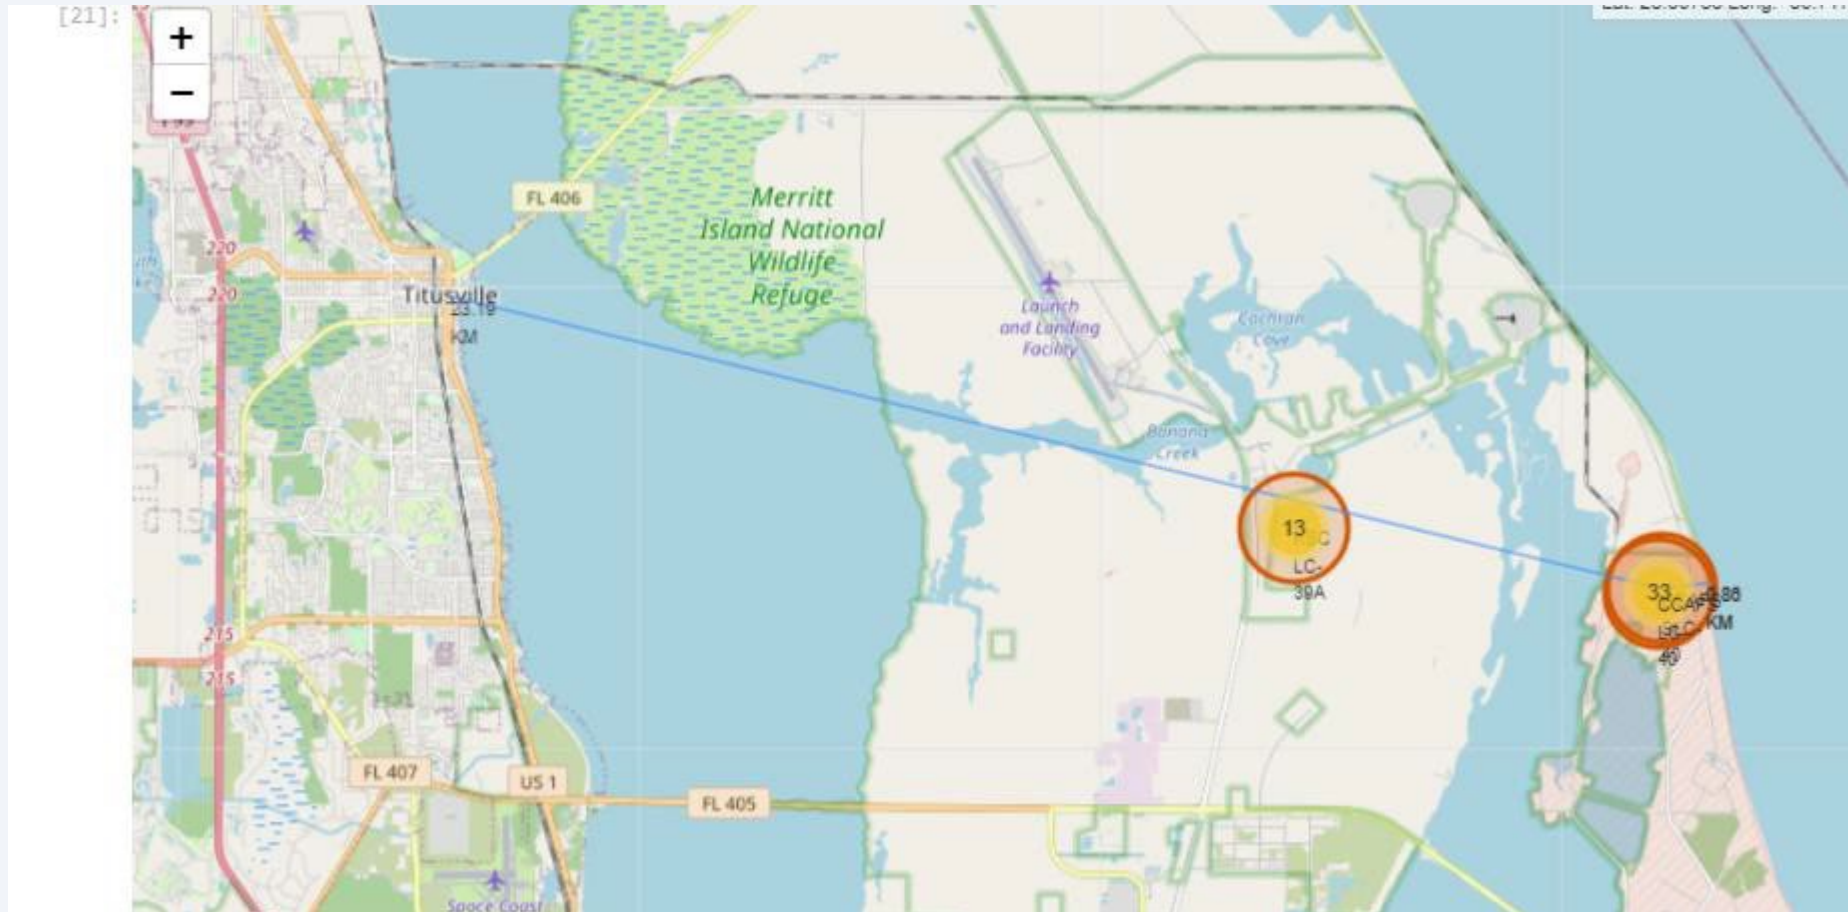 [21]:
+
−
FL 406
Merritt
Island National
Wildlife
Refuge
220
220
Titusville
23.19
KM
Launch
and Landing
Facility
Cochran
Cove
Banana
Creek
13
LC-
39A
33
CCAFS
KM
215
215
FL 407
US 1
FL 405
Space Coast